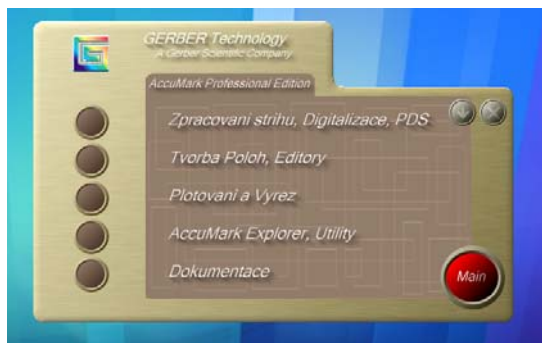 GERBER Technology
A Gerber Scientific Company
AccuMark Professional Edition
Zpracovani strihu, Digitalizace, PDS
Tvorba Poloh, Editory
Plotovani a Vyrez
AccuMark Explorer, Utility
Dokumentace
Main